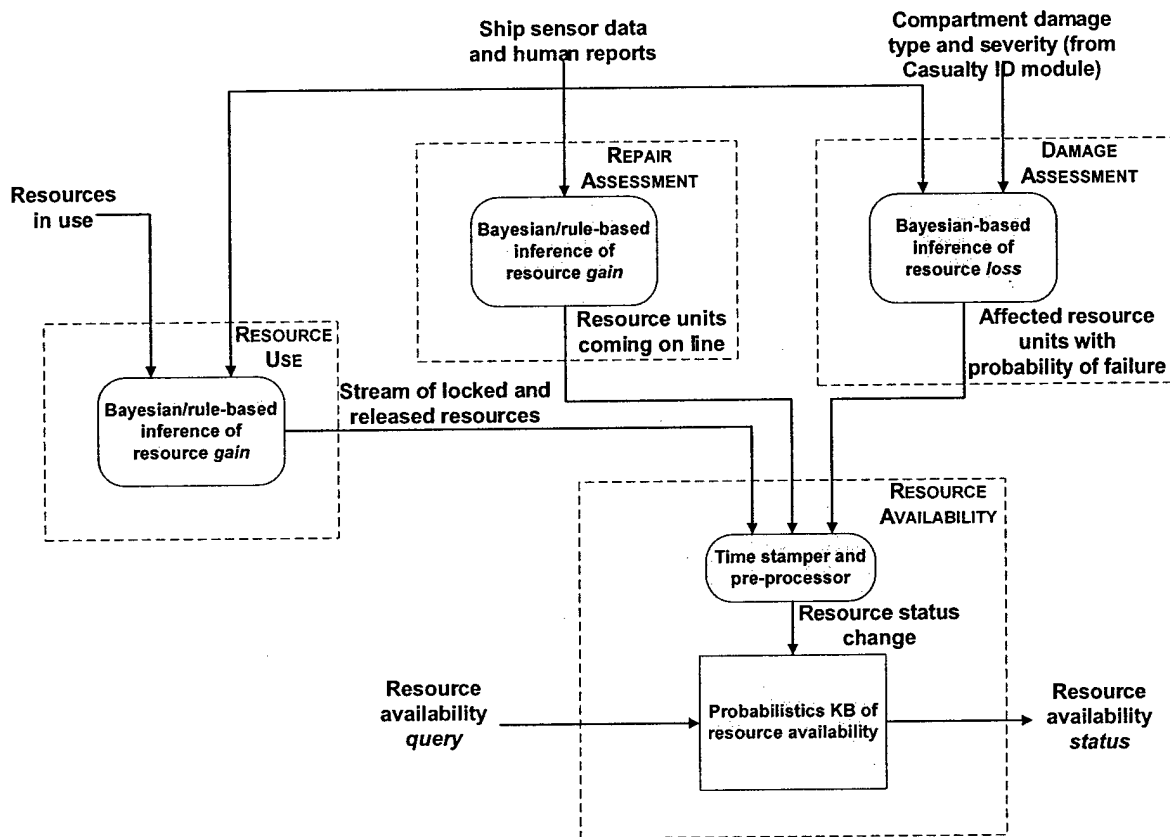 Ship sensor data
and human reports
Compartment damage
type and severity (from
Casualty ID module)
REPAIR
ASSESSMENT
DAMAGE
ASSESSMENT
Resources
in use
Bayesian/rule-based
inference of
resource gain
Bayesian-based
inference of
resource loss
Resource units
coming on line
Affected resource
units with
probability of failure
RESOURCE
USE
Bayesian/rule-based
inference of
resource gain
Stream of locked and
released resources
RESOURCE
AVAILABILITY
Time stamper and
pre-processor
Resource status
change
Resource
availability
query
Probabilistics KB of
resource availability
Resource
availability
status